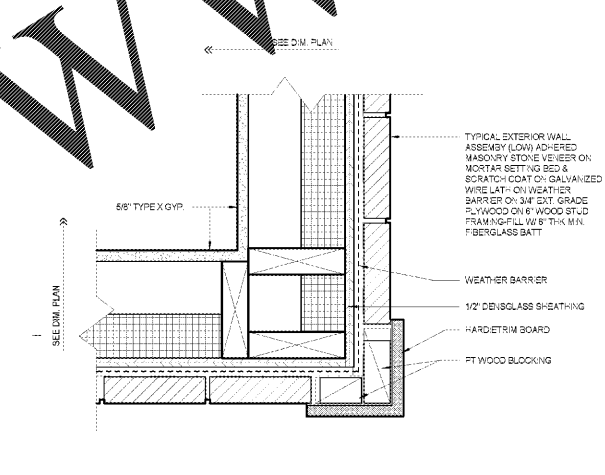 SEE DIM. PLAN
TYPICAL EXTERIOR WALL
ASSEMBY (LOW) ADHERED
MASONRY STONE VENEER ON
MORTAR SETTING BED &
SCRATCH COAT ON GALVANIZED
WIRE LATH ON WEATHER
BARRIER ON 3/4" EXT. GRADE
PLYWOOD ON 6" WOOD STUD
FRAMING-FILL W/ 6" THK MIN.
FIBERGLASS BATT
5/8" TYPE X GYP.
SEE DIM. PLAN
WEATHER BARRIER
1/2" DENSGLASS SHEATHING
HARDIETRIM BOARD
PT WOOD BLOCKING